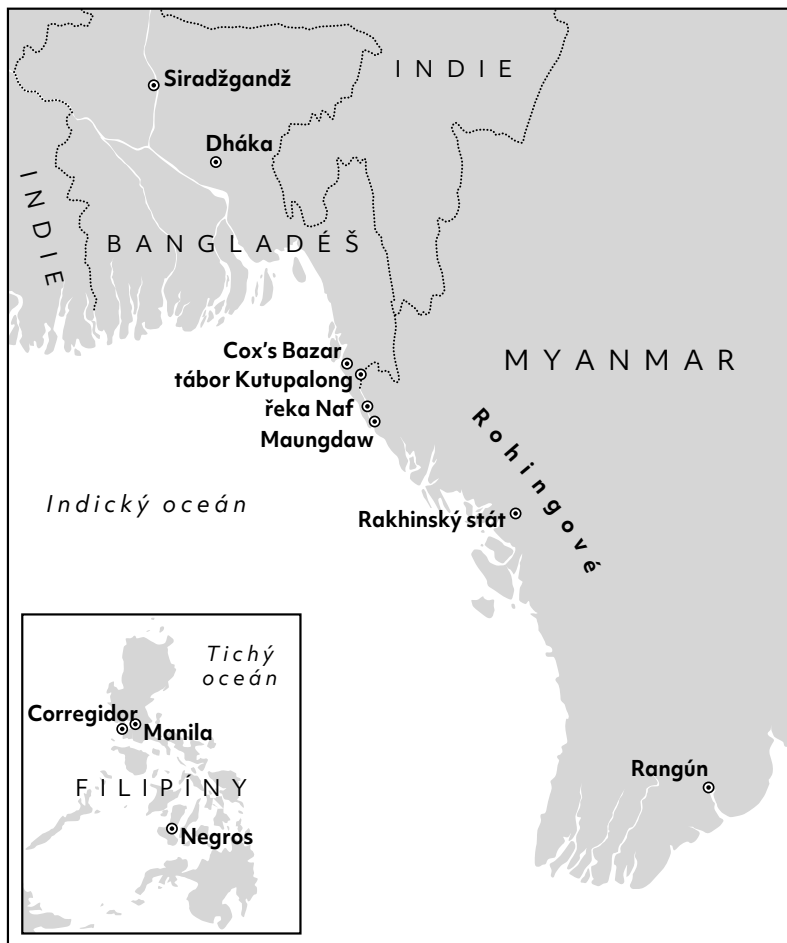 INDIE
Siradžgandž
Dháka
INDIE
BANGLADÉŠ
Cox's Bazar
tábor Kutupalong
řeka Naf
Maungdaw
MYANMAR
Rohingové
Indický oceán
Rakhinský stát
Tichý
oceán
Corregidor
Manila
FILIPÍNY
Negros
Rangún